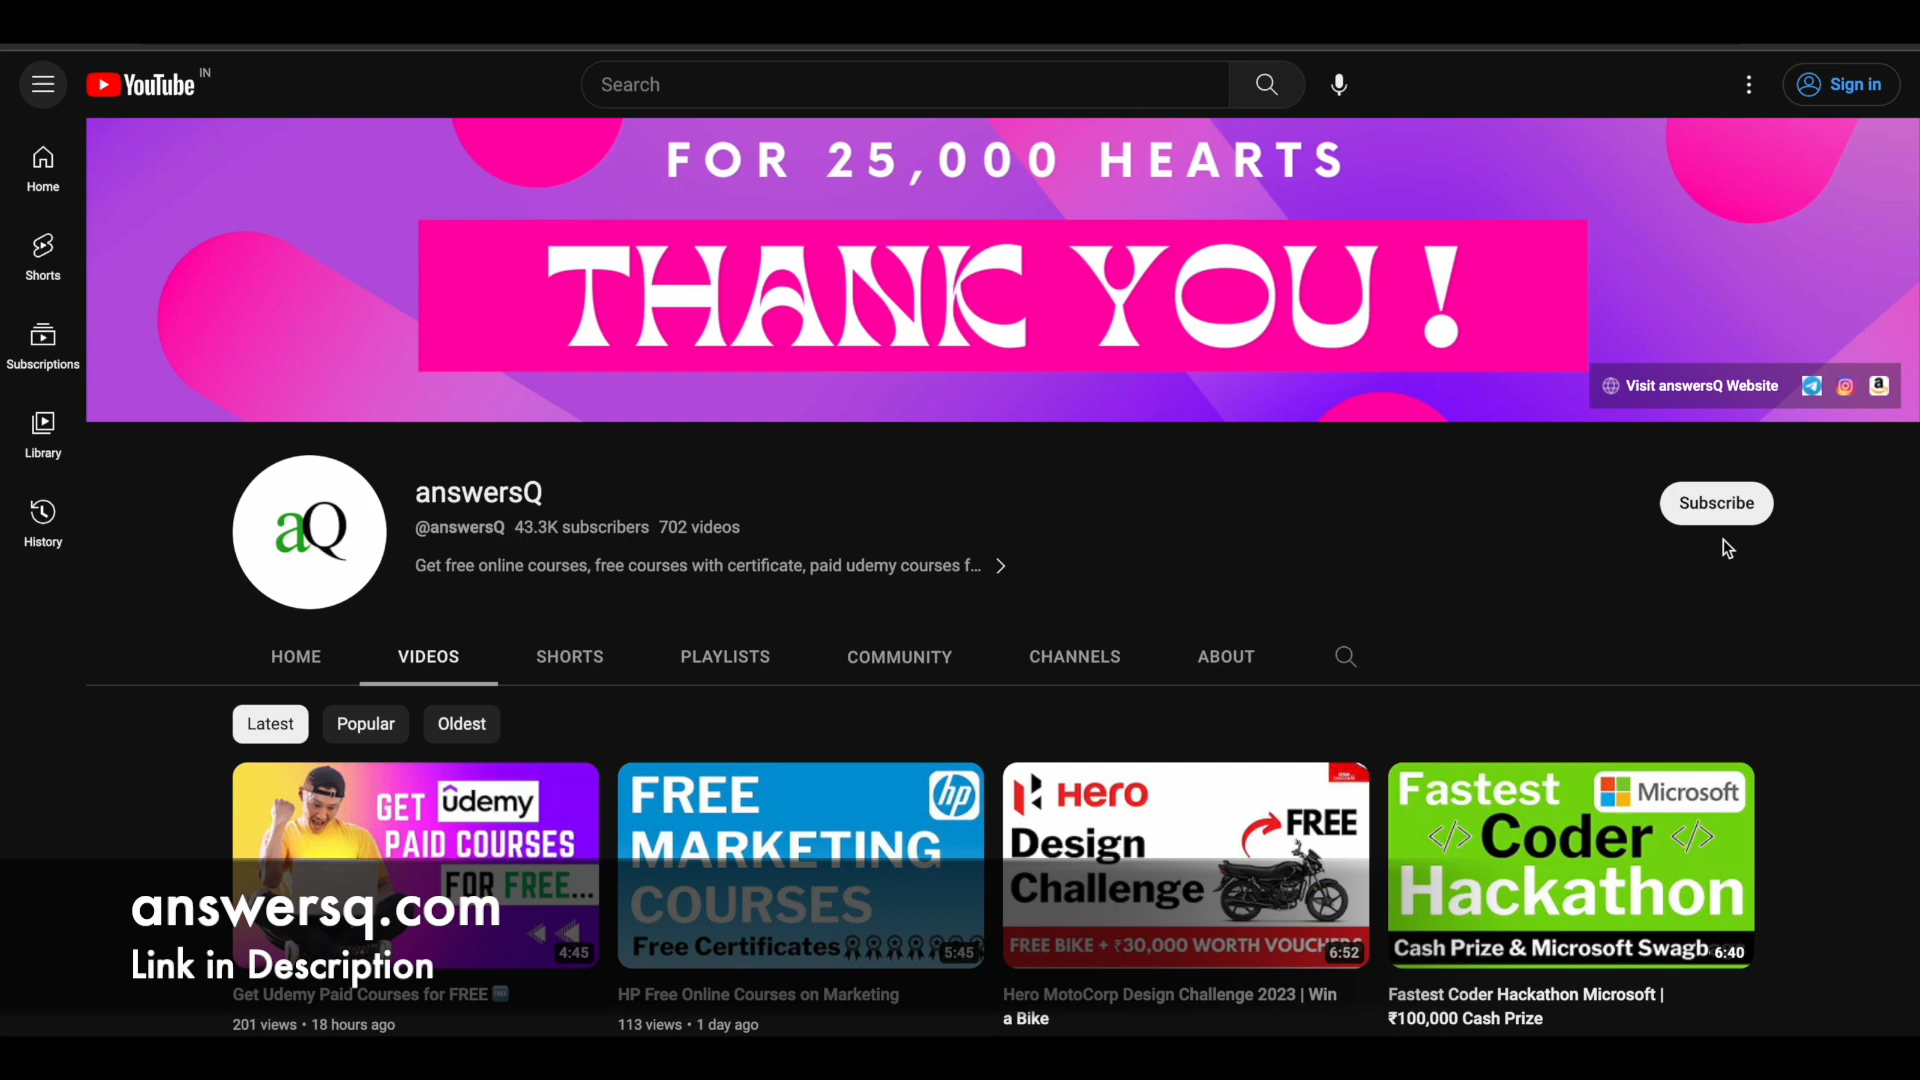 YouTube IN
Search
Sign in
Home
Shorts
Subscriptions
Library
History
FOR 25,000 HEARTS
THANK YOU !
Visit answersQ Website
aQ
answersQ
@answersQ 43.3K subscribers 702 videos
Get free online courses, free courses with certificate, paid udemy courses f...
Subscribe
HOME VIDEOS SHORTS PLAYLISTS COMMUNITY CHANNELS ABOUT
Latest Popular Oldest
GET ûdemy
PAID COURSES
FOR FREE...
4:45
Get Udemy Paid Courses for FREE 🆓
201 views • 18 hours ago
FREE hp
MARKETING
COURSES
Free Certificates
5:45
HP Free Online Courses on Marketing
113 views • 1 day ago
Hero
Design
Challenge
FREE
FREE BIKE + ₹30,000 WORTH VOUCHERS
6:52
Hero MotoCorp Design Challenge 2023 | Win
a Bike
Fastest Microsoft
</> Coder </>
Hackathon
Cash Prize & Microsoft Swagb
6:40
Fastest Coder Hackathon Microsoft |
₹100,000 Cash Prize
answersq.com
Link in Description